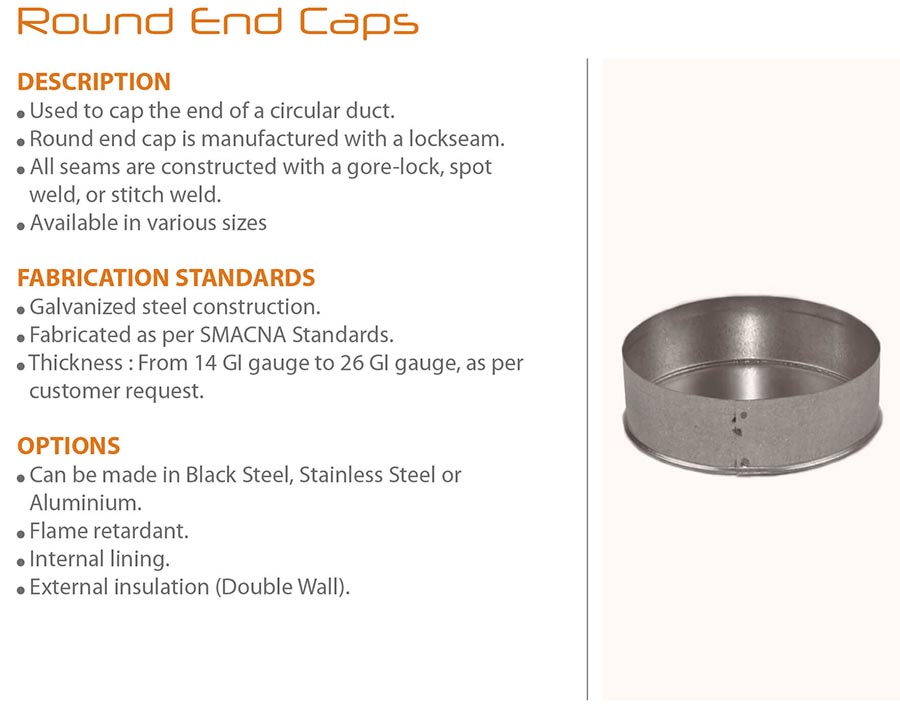 Round End Caps
DESCRIPTION
• Used to cap the end of a circular duct.
• Round end cap is manufactured with a lockseam.
• All seams are constructed with a gore-lock, spot
weld, or stitch weld.
• Available in various sizes
FABRICATION STANDARDS
• Galvanized steel construction.
• Fabricated as per SMACNA Standards.
• Thickness : From 14 GI gauge to 26 GI gauge, as per
customer request.
OPTIONS
• Can be made in Black Steel, Stainless Steel or
Aluminium.
• Flame retardant.
• Internal lining.
• External insulation (Double Wall).